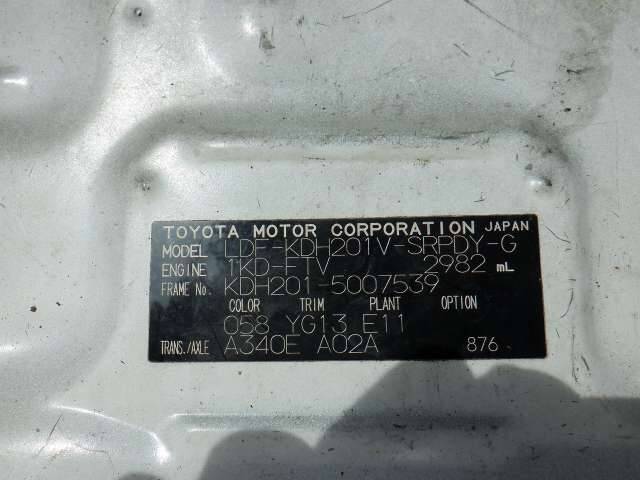 TOYOTA MOTOR CORPORATION JAPAN
MODEL LDF-KDH201V-SRPDY-G
ENGINE 1KD-FTV 2982 mL
FRAME No. KDH201-5007539
COLOR TRIM PLANT OPTION
058 YG13 E11
TRANS./AXLE A340E A02A 876